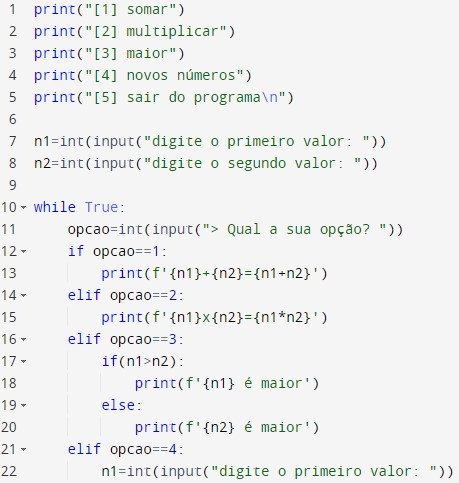 1 print("[1] somar")
2 print("[2] multiplicar")
3 print("[3] maior")
4 print("[4] novos números")
5 print("[5] sair do programa\n")
6
7 n1=int(input("digite o primeiro valor: "))
8 n2=int(input("digite o segundo valor: "))
9
10 while True:
11     opcao=int(input("> Qual a sua opção? "))
12     if opcao==1:
13         print(f'{n1}+{n2}={n1+n2}')
14     elif opcao==2:
15         print(f'{n1}x{n2}={n1*n2}')
16     elif opcao==3:
17         if(n1>n2):
18             print(f'{n1} é maior')
19         else:
20             print(f'{n2} é maior')
21     elif opcao==4:
22         n1=int(input("digite o primeiro valor: "))